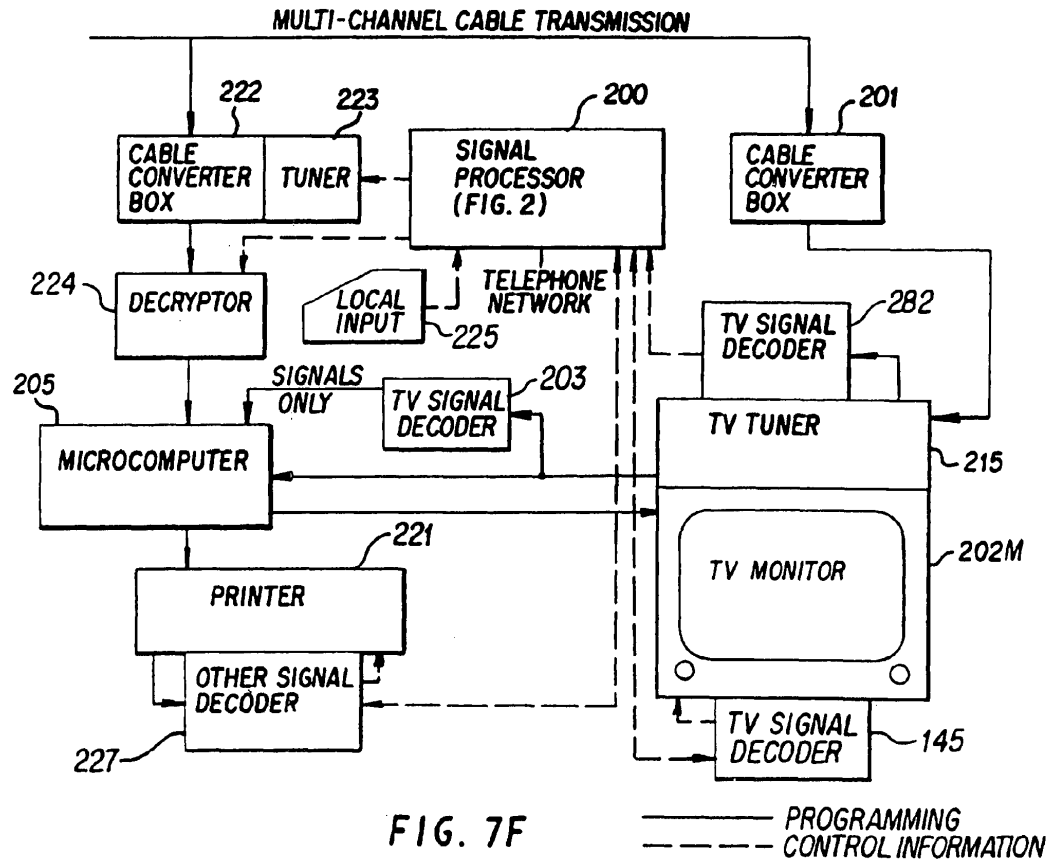 MULTI-CHANNEL CABLE TRANSMISSION
222
223
200
201
CABLE
CONVERTER
BOX
TUNER
SIGNAL
PROCESSOR
(FIG. 2)
CABLE
CONVERTER
BOX
224
DECRYPTOR
LOCAL
INPUT
225
TELEPHONE
NETWORK
282
TV SIGNAL
DECODER
205
SIGNALS
ONLY
203
TV SIGNAL
DECODER
TV TUNER
215
MICROCOMPUTER
221
PRINTER
TV MONITOR
202M
OTHER SIGNAL
DECODER
227
TV SIGNAL
DECODER
145
FIG. 7F
PROGRAMMING
CONTROL INFORMATION